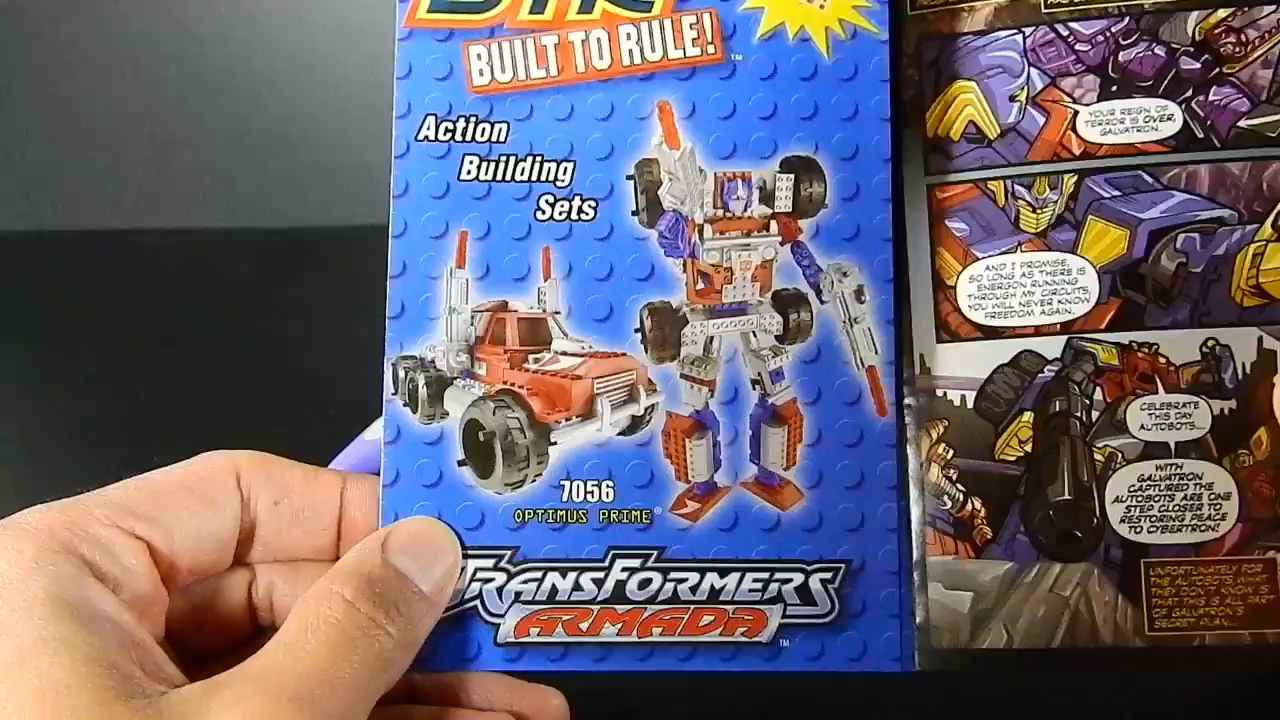 BUILT TO RULE!™
Action
Building
Sets
7056
OPTIMUS PRIME®
TRANSFORMERS
ARMADA™
YOUR REIGN OF
TERROR IS OVER,
GALVATRON.
AND I PROMISE,
SO LONG AS THERE IS
ENERGON RUNNING
THROUGH MY CIRCUITS,
YOU WILL NEVER KNOW
FREEDOM AGAIN.
CELEBRATE
THIS DAY
AUTOBOTS...
WITH
GALVATRON
CAPTURED THE
AUTOBOTS ARE ONE
STEP CLOSER TO
RESTORING PEACE
TO CYBERTRON!
UNFORTUNATELY FOR
THE AUTOBOTS, WHAT
THEY DON'T KNOW IS
THAT THIS IS ALL PART
OF GALVATRON'S
SECRET PLAN...